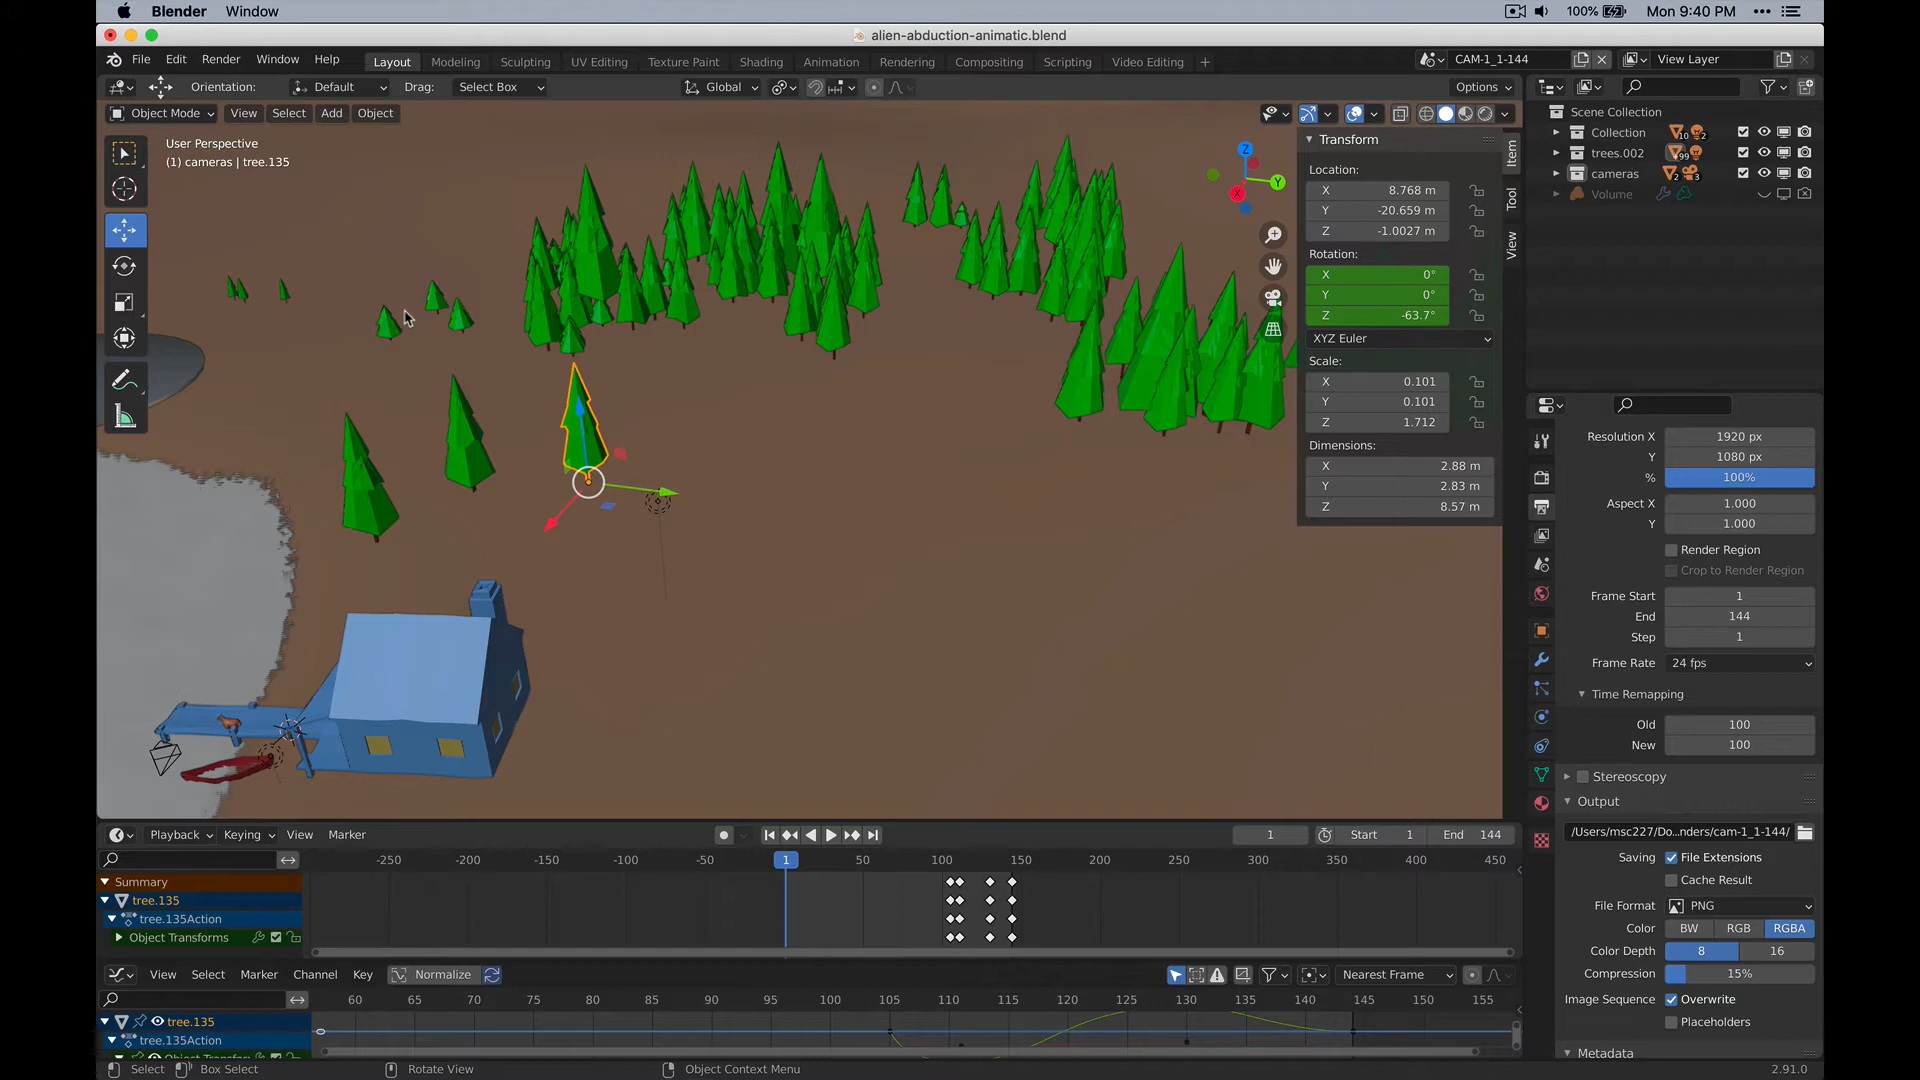 Blender Window 100% Mon 9:40 PM
alien-abduction-animatic.blend
File Edit Render Window Help Layout Modeling Sculpting UV Editing Texture Paint Shading Animation Rendering Compositing Scripting Video Editing + CAM-1_1-144 View Layer
Orientation: Default Drag: Select Box Global Options
Object Mode View Select Add Object
User Perspective
(1) cameras | tree.135
Z
Y
X
Transform
Location:
X 8.768 m
Y -20.659 m
Z -1.0027 m
Rotation:
X 0°
Y 0°
Z -63.7°
XYZ Euler
Scale:
X 0.101
Y 0.101
Z 1.712
Dimensions:
X 2.88 m
Y 2.83 m
Z 8.57 m
Item
Tool
View
Scene Collection
Collection 10 2
trees.002 99
cameras 2 3
Volume
Resolution X 1920 px
Y 1080 px
% 100%
Aspect X 1.000
Y 1.000
Render Region
Crop to Render Region
Frame Start 1
End 144
Step 1
Frame Rate 24 fps
Time Remapping
Old 100
New 100
Stereoscopy
Output
/Users/msc227/Do...nders/cam-1_1-144/
Saving File Extensions
Cache Result
File Format PNG
Color BW RGB RGBA
Color Depth 8 16
Compression 15%
Image Sequence Overwrite
Placeholders
Metadata
Playback Keying View Marker 1 Start 1 End 144
-250 -200 -150 -100 -50 1 50 100 150 200 250 300 350 400 450
Summary
tree.135
tree.135Action
Object Transforms
View Select Marker Channel Key Normalize Nearest Frame
60 65 70 75 80 85 90 95 100 105 110 115 120 125 130 135 140 145 150 155
tree.135
tree.135Action
Object Transfor
Select Box Select Rotate View Object Context Menu 2.91.0